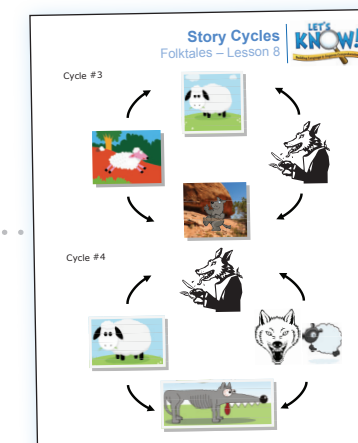 Story Cycles
Folktales – Lesson 8
LET'S
KNOW!
Cycle #3
Cycle #4